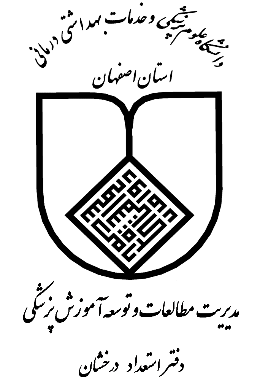 دانشگاه علوم پزشکی و خدمات بهداشتی درمانی
استان اصفهان
مدیریت مطالعات و توسعه آموزش پزشکی
دفتر استعداد درخشان